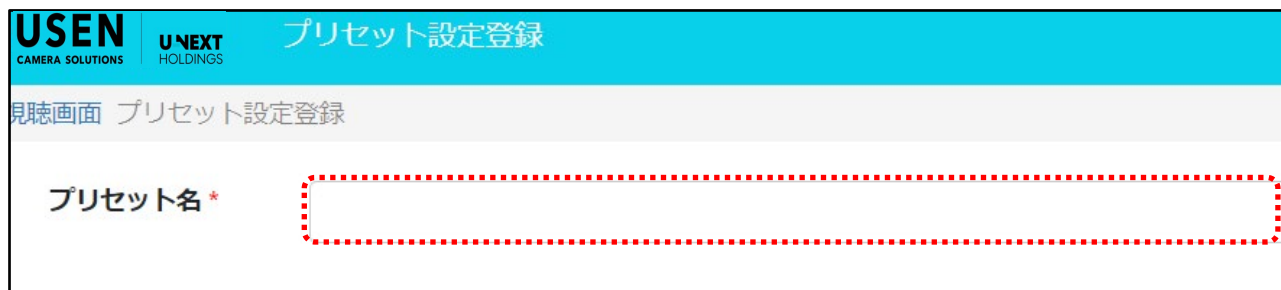 USEN
CAMERA SOLUTIONS
U-NEXT
HOLDINGS
プリセット設定登録
視聴画面 プリセット設定登録
プリセット名 *